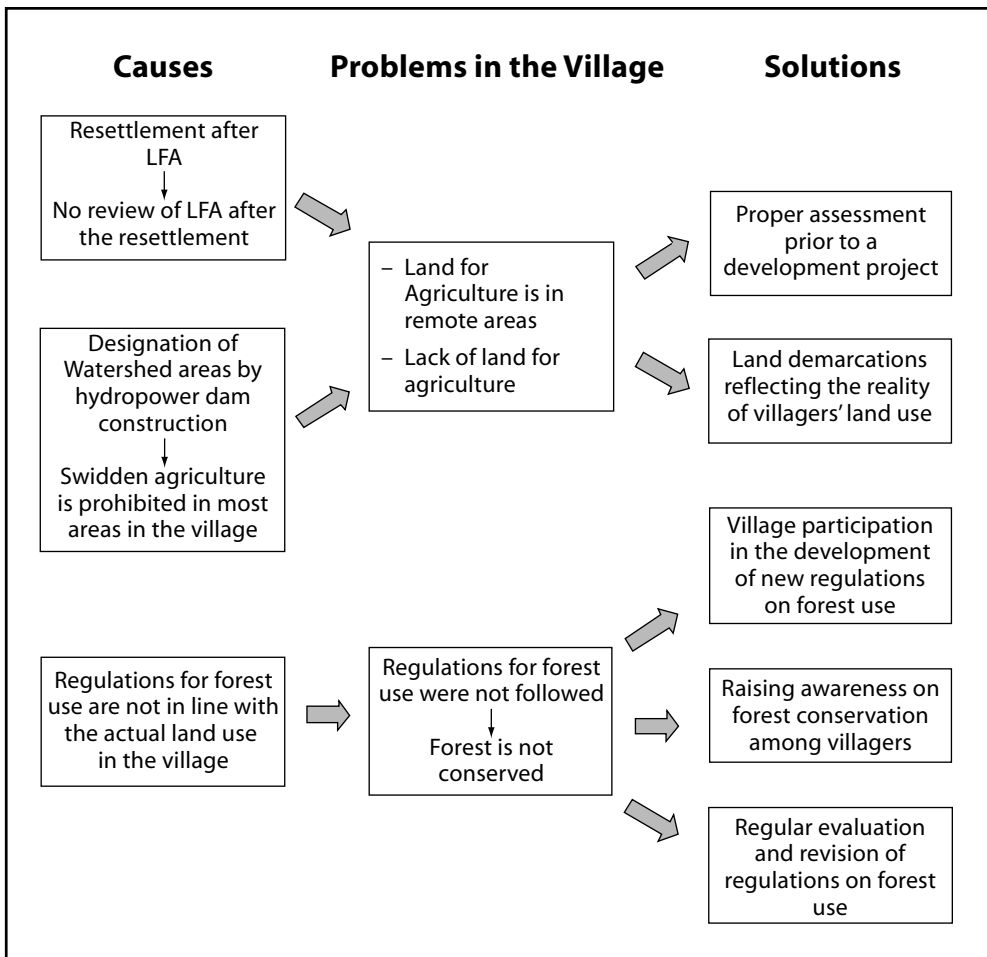 Causes
Problems in the Village
Solutions
Resettlement after
LFA
No review of LFA after
the resettlement
Designation of
Watershed areas by
hydropower dam
construction
Swidden agriculture
is prohibited in most
areas in the village
Regulations for forest
use are not in line with
the actual land use
in the village
– Land for
Agriculture is in
remote areas
– Lack of land for
agriculture
Regulations for forest
use were not followed
Forest is not
conserved
Proper assessment
prior to a
development project
Land demarcations
reflecting the reality
of villagers’ land use
Village participation
in the development
of new regulations
on forest use
Raising awareness on
forest conservation
among villagers
Regular evaluation
and revision of
regulations on forest
use